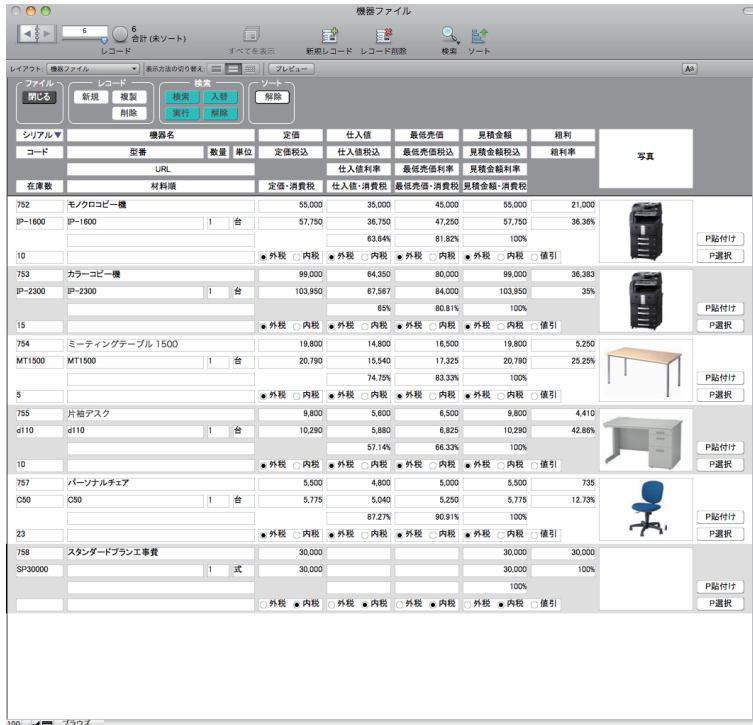 機器ファイル
6
6
合計 (未ソート)
レコード
すべてを表示
新規レコード レコード削除
検索 ソート
レイアウト: 機器ファイル 表示方法の切り替え: プレビュー Aa
ファイル レコード 検索 ソート
閉じる 新規 複製 検索 入替 解除
削除 実行 解除
シリアル▼ 機器名 定価 仕入値 最低売価 見積金額 粗利
コード 型番 数量 単位 定価税込 仕入値税込 最低売価税込 見積金額税込 粗利率 写真
URL 仕入値利率 最低売価利率 見積金額利率
在庫数 材料順 定価・消費税 仕入値・消費税 最低売価・消費税 見積金額・消費税
752 モノクロコピー機 55,000 35,000 45,000 55,000 21,000
IP-1600 IP-1600 1 台 57,750 36,750 47,250 57,750 36.36%
63.64% 81.82% 100% P貼付け
10 外税 内税 外税 内税 外税 内税 外税 内税 値引 P選択
753 カラーコピー機 99,000 64,350 80,000 99,000 36,383
IP-2300 IP-2300 1 台 103,950 67,567 84,000 103,950 35%
65% 80.81% 100% P貼付け
15 外税 内税 外税 内税 外税 内税 外税 内税 値引 P選択
754 ミーティングテーブル 1500 19,800 14,800 16,500 19,800 5,250
MT1500 MT1500 1 台 20,790 15,540 17,325 20,790 25.25%
74.75% 83.33% 100% P貼付け
5 外税 内税 外税 内税 外税 内税 外税 内税 値引 P選択
755 片袖デスク 9,800 5,600 6,500 9,800 4,410
d110 d110 1 台 10,290 5,880 6,825 10,290 42.86%
57.14% 66.33% 100% P貼付け
10 外税 内税 外税 内税 外税 内税 外税 内税 値引 P選択
757 パーソナルチェア 5,500 4,800 5,000 5,500 735
C50 C50 1 台 5,775 5,040 5,250 5,775 12.73%
87.27% 90.91% 100% P貼付け
23 外税 内税 外税 内税 外税 内税 外税 内税 値引 P選択
758 スタンダードプラン工事費 30,000 30,000 30,000
SP30000 1 式 30,000 30,000 100%
100% P貼付け
外税 内税 外税 内税 外税 内税 外税 内税 値引 P選択
100 ブラウズ